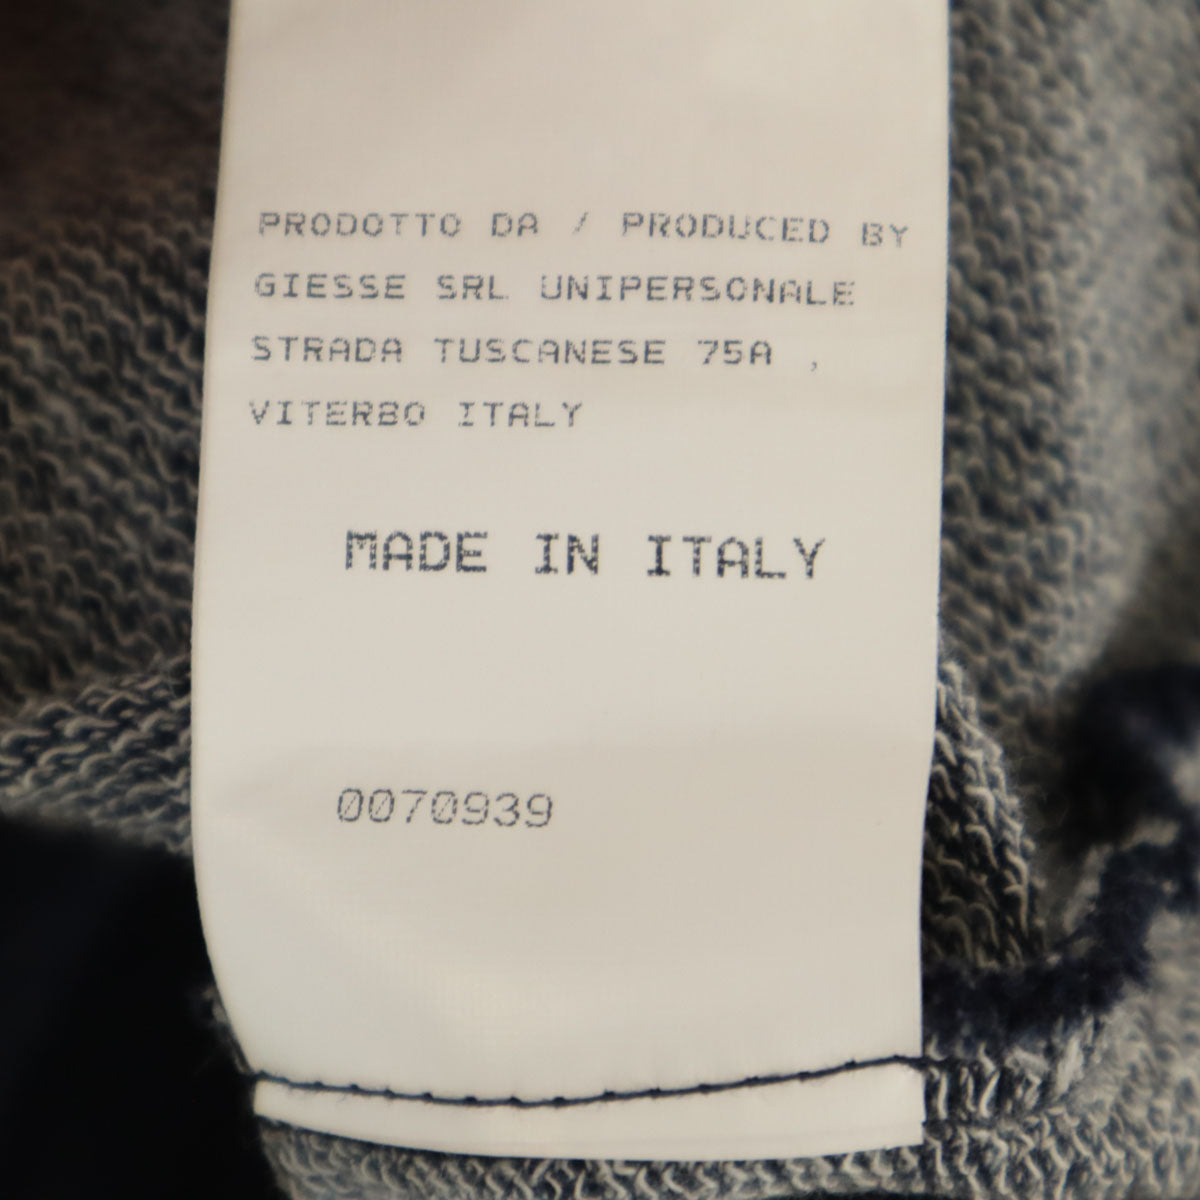 PRODOTTO DA / PRODUCED BY
GIESSE SRL UNIPERSONALE
STRADA TUSCANESE 75A ,
VITERBO ITALY
MADE IN ITALY
0070939